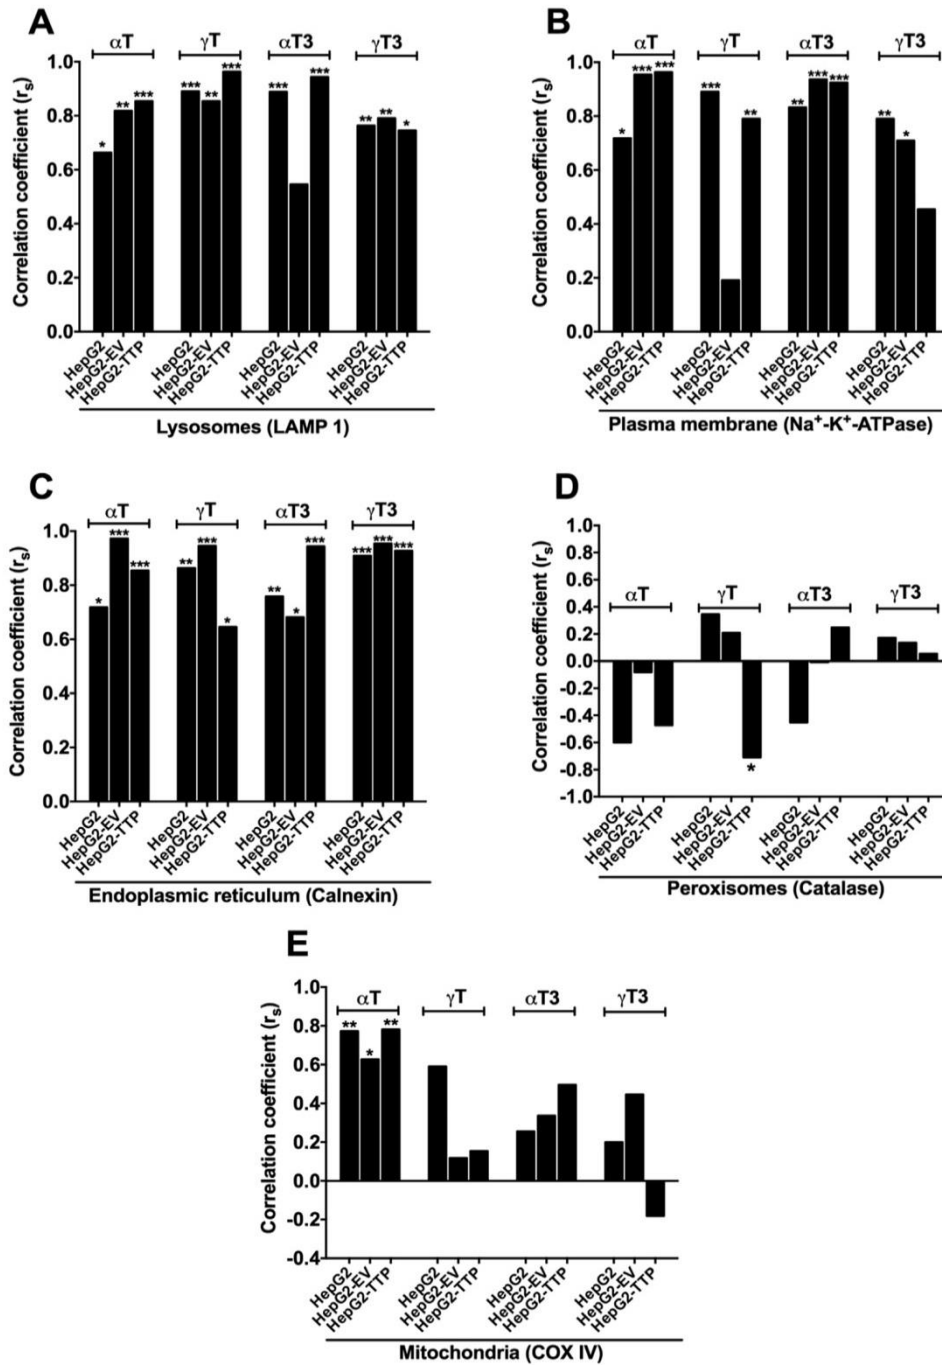 A
αT γT αT3 γT3
Correlation coefficient (rs)
1.0
0.8
0.6
0.4
0.2
0.0
* ** *** *** ** *** *** *** ** ** *
HepG2 HepG2-EV HepG2-TTP HepG2 HepG2-EV HepG2-TTP HepG2 HepG2-EV HepG2-TTP HepG2 HepG2-EV HepG2-TTP
Lysosomes (LAMP 1)
B
αT γT αT3 γT3
Correlation coefficient (rs)
1.0
0.8
0.6
0.4
0.2
0.0
* *** *** *** ** ** *** *** ** *
HepG2 HepG2-EV HepG2-TTP HepG2 HepG2-EV HepG2-TTP HepG2 HepG2-EV HepG2-TTP HepG2 HepG2-EV HepG2-TTP
Plasma membrane (Na+-K+-ATPase)
C
αT γT αT3 γT3
Correlation coefficient (rs)
1.0
0.8
0.6
0.4
0.2
0.0
* *** *** ** *** * ** * *** *** *** ***
HepG2 HepG2-EV HepG2-TTP HepG2 HepG2-EV HepG2-TTP HepG2 HepG2-EV HepG2-TTP HepG2 HepG2-EV HepG2-TTP
Endoplasmic reticulum (Calnexin)
D
αT γT αT3 γT3
Correlation coefficient (rs)
1.0
0.8
0.6
0.4
0.2
0.0
-0.2
-0.4
-0.6
-0.8
-1.0
*
HepG2 HepG2-EV HepG2-TTP HepG2 HepG2-EV HepG2-TTP HepG2 HepG2-EV HepG2-TTP HepG2 HepG2-EV HepG2-TTP
Peroxisomes (Catalase)
E
αT γT αT3 γT3
Correlation coefficient (rs)
1.0
0.8
0.6
0.4
0.2
0.0
-0.2
-0.4
** * **
HepG2 HepG2-EV HepG2-TTP HepG2 HepG2-EV HepG2-TTP HepG2 HepG2-EV HepG2-TTP HepG2 HepG2-EV HepG2-TTP
Mitochondria (COX IV)